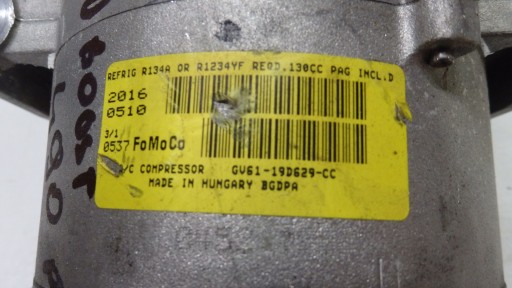 REFRIG R134A OR R1234YF REQD,130CC PAG INCL.D
2016
0510
3/1/
0537 FoMoCo
A/C COMPRESSOR GV61-19D629-CC
MADE IN HUNGARY BGDPA